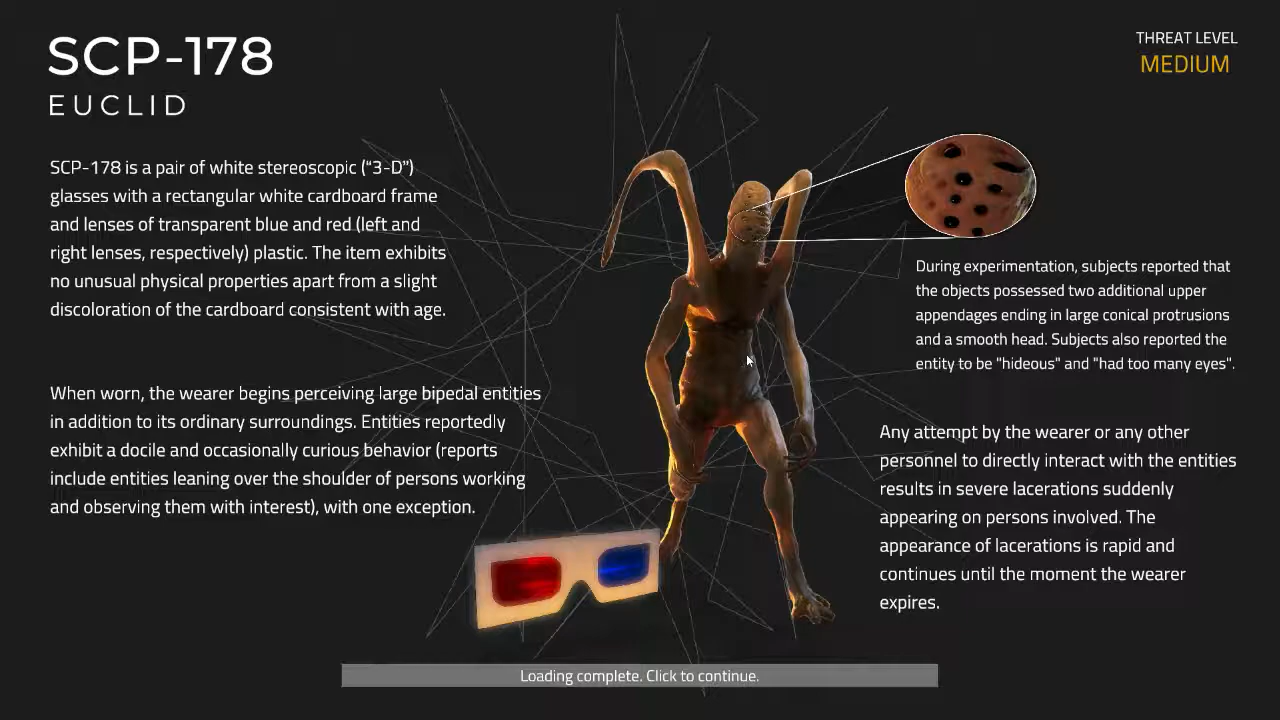 SCP-178
EUCLID
THREAT LEVEL
MEDIUM
SCP-178 is a pair of white stereoscopic (“3-D”)
glasses with a rectangular white cardboard frame
and lenses of transparent blue and red (left and
right lenses, respectively) plastic. The item exhibits
no unusual physical properties apart from a slight
discoloration of the cardboard consistent with age.
When worn, the wearer begins perceiving large bipedal entities
in addition to its ordinary surroundings. Entities reportedly
exhibit a docile and occasionally curious behavior (reports
include entities leaning over the shoulder of persons working
and observing them with interest), with one exception.
During experimentation, subjects reported that
the objects possessed two additional upper
appendages ending in large conical protrusions
and a smooth head. Subjects also reported the
entity to be "hideous" and "had too many eyes".
Any attempt by the wearer or any other
personnel to directly interact with the entities
results in severe lacerations suddenly
appearing on persons involved. The
appearance of lacerations is rapid and
continues until the moment the wearer
expires.
Loading complete. Click to continue.